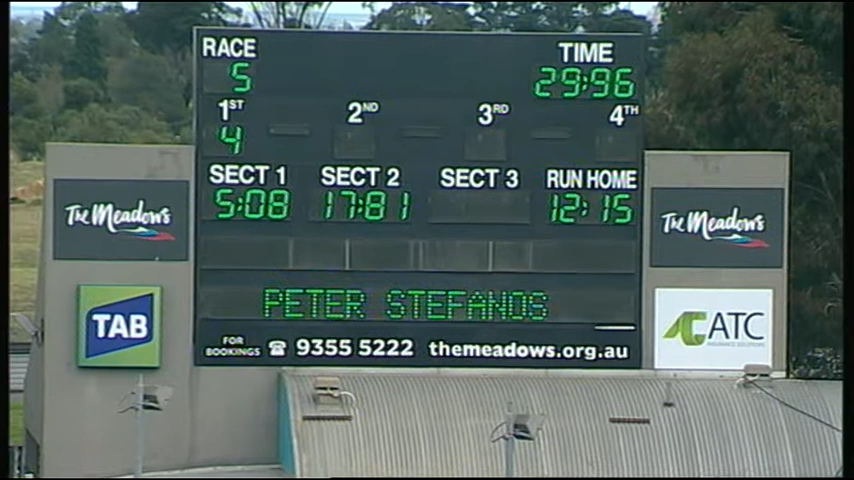 RACE TIME
5 29:96
1ST 2ND 3RD 4TH
4
SECT 1 SECT 2 SECT 3 RUN HOME
5:08 17:81 12:15
The Meadows
The Meadows
PETER STEFANOS
TAB
ATC
INSURANCE SOLUTIONS
FOR BOOKINGS ☎ 9355 5222 themeadows.org.au